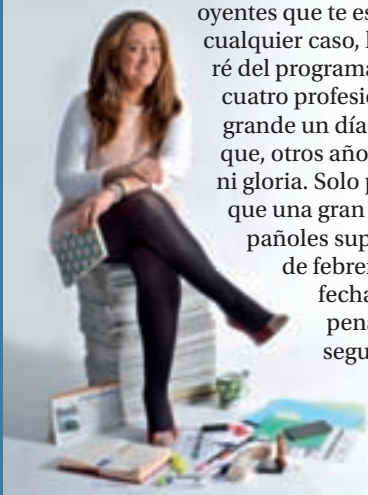 oyentes que te es
cualquier caso, l
ré del programa
cuatro profesio
grande un día
que, otros año
ni gloria. Solo p
que una gran
pañoles sup
de febre
fecha
pena
segu